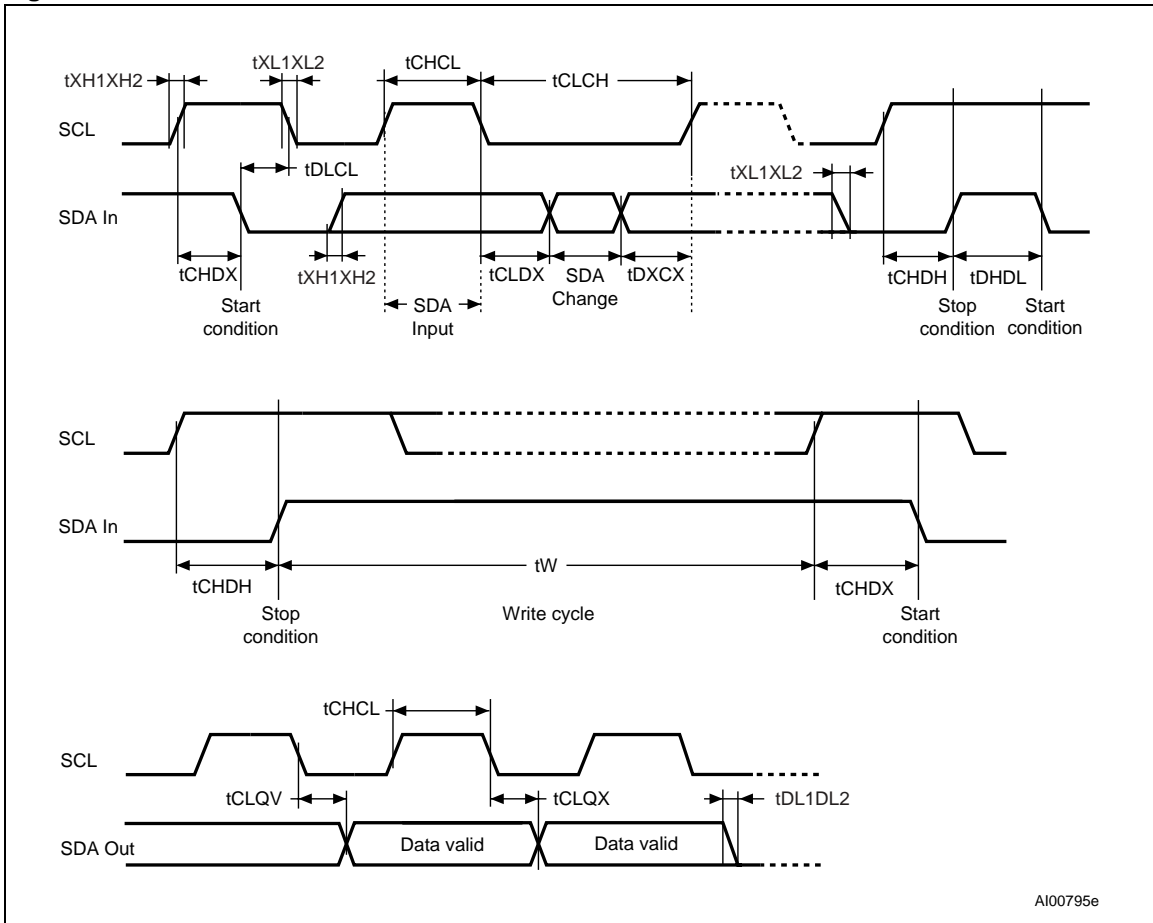 tXH1XH2
tXL1XL2
tCHCL
tCLCH
SCL
tDLCL
tXL1XL2
SDA In
tCHDX
tXH1XH2
tCLDX
SDA
Change
tDXCX
tCHDH
tDHDL
Start
condition
SDA
Input
Stop
condition
Start
condition
SCL
SDA In
tCHDH
tW
tCHDX
Stop
condition
Write cycle
Start
condition
tCHCL
SCL
tCLQV
tCLQX
tDL1DL2
SDA Out
Data valid
Data valid
AI00795e